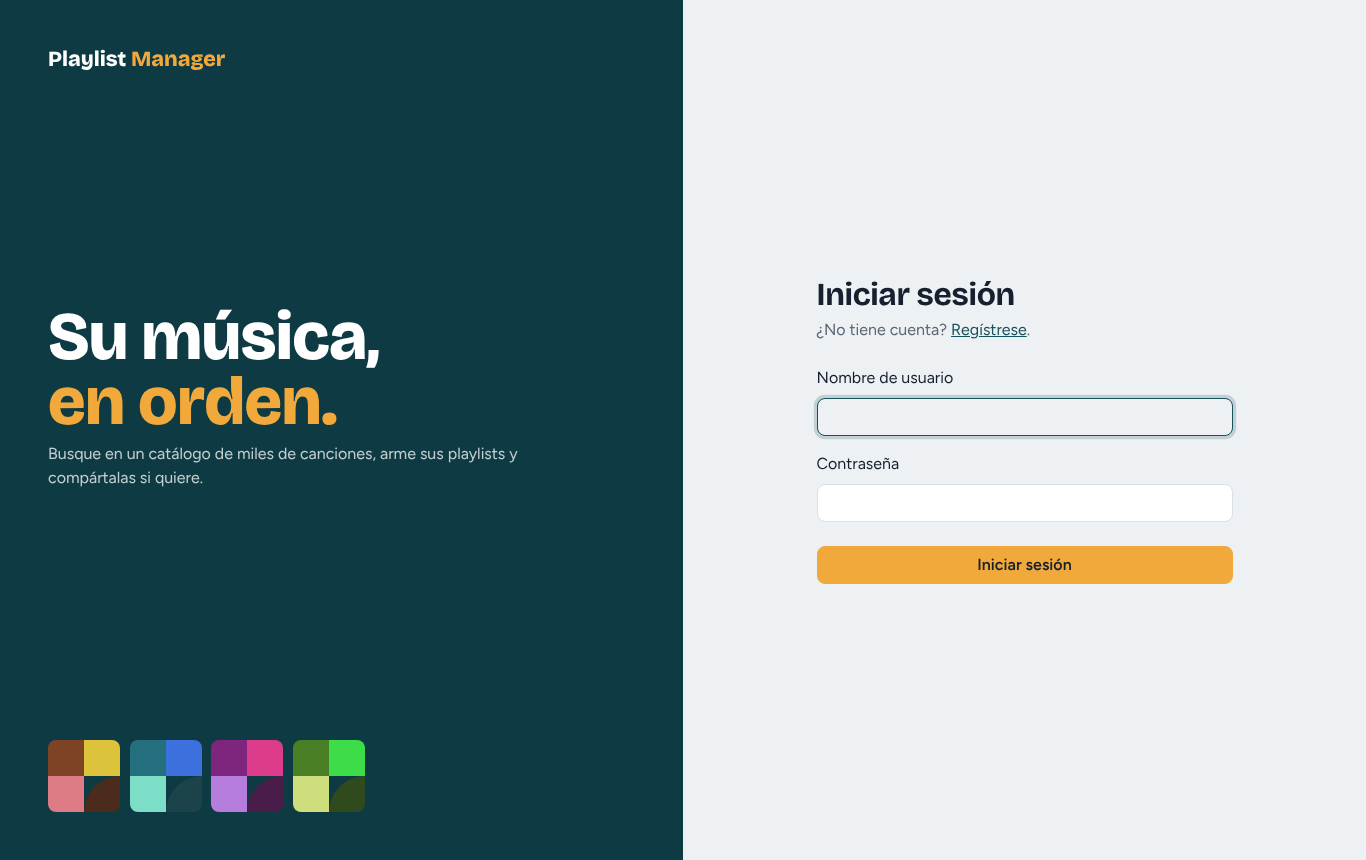 Playlist Manager
Su música,
en orden.
Busque en un catálogo de miles de canciones, arme sus playlists y
compártalas si quiere.
Iniciar sesión
¿No tiene cuenta? Regístrese.
Nombre de usuario
Contraseña
Iniciar sesión